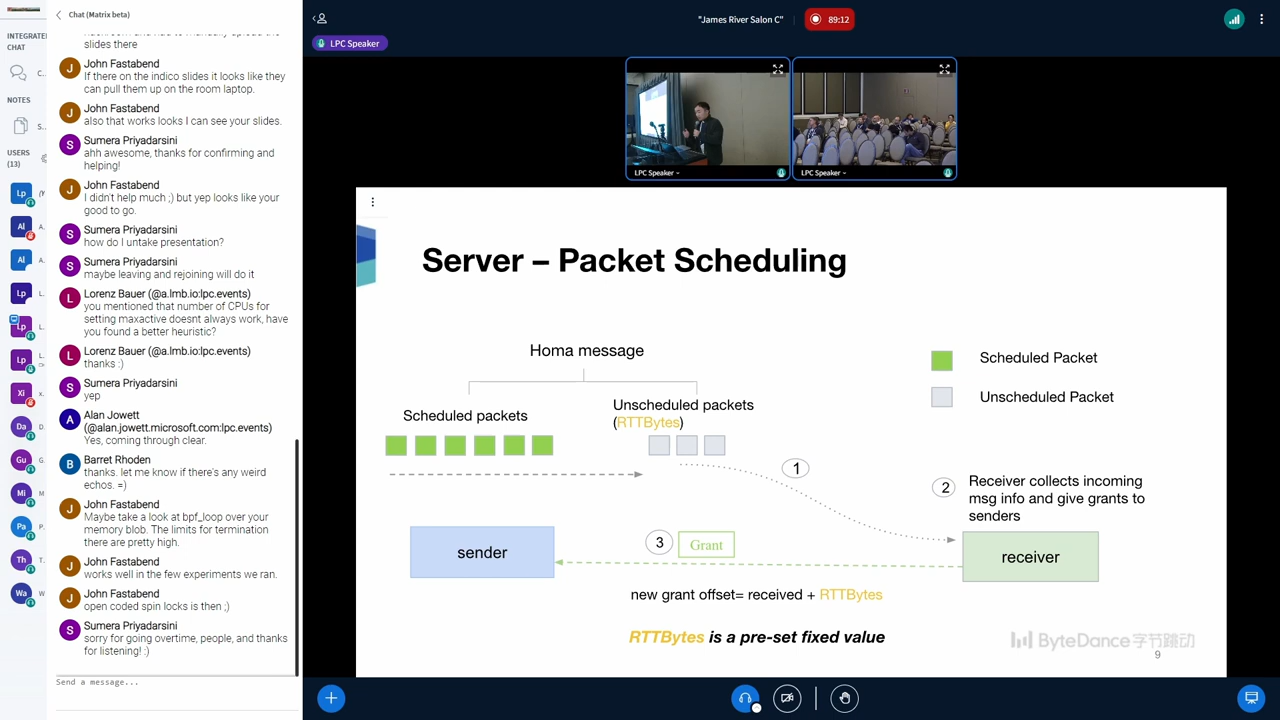 Chat (Matrix beta)
INTEGRATE
CHAT
C...
NOTES
S...
USERS
(13)
slides there
John Fastabend
If there on the indico slides it looks like they
can pull them up on the room laptop.
John Fastabend
also that works looks I can see your slides.
Sumera Priyadarsini
ahh awesome, thanks for confirming and
helping!
John Fastabend
I didn't help much ;) but yep looks like your
good to go.
Sumera Priyadarsini
how do I untake presentation?
Sumera Priyadarsini
maybe leaving and rejoining will do it
Lorenz Bauer (@a.lmb.io:lpc.events)
you mentioned that number of CPUs for
setting maxactive doesnt always work, have
you found a better heuristic?
Lorenz Bauer (@a.lmb.io:lpc.events)
thanks :)
Sumera Priyadarsini
yep
Alan Jowett
(@alan.jowett.microsoft.com:lpc.events)
Yes, coming through clear.
Barret Rhoden
thanks. let me know if there's any weird
echos. =)
John Fastabend
Maybe take a look at bpf_loop over your
memory blob. The limits for termination
there are pretty high.
John Fastabend
works well in the few experiments we ran.
John Fastabend
open coded spin locks is then ;)
Sumera Priyadarsini
sorry for going overtime, people, and thanks
for listening! :)
Send a message...
"James River Salon C"
89:12
LPC Speaker
LPC Speaker
LPC Speaker
Server – Packet Scheduling
Homa message
Scheduled packets
Unscheduled packets
(RTTBytes)
Scheduled Packet
Unscheduled Packet
1
2
Receiver collects incoming
msg info and give grants to
senders
sender
3
Grant
receiver
new grant offset= received + RTTBytes
RTTBytes is a pre-set fixed value
ByteDance字节跳动
9